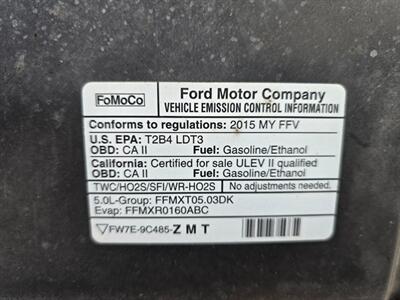 FoMoCo
Ford Motor Company
VEHICLE EMISSION CONTROL INFORMATION
Conforms to regulations: 2015 MY FFV
U.S. EPA: T2B4 LDT3
OBD: CA II Fuel: Gasoline/Ethanol
California: Certified for sale ULEV II qualified
OBD: CA II Fuel: Gasoline/Ethanol
TWC/HO2S/SFI/WR-HO2S No adjustments needed.
5.0L-Group: FFMXT05.03DK
Evap: FFMXR0160ABC
FW7E-9C485-ZMT